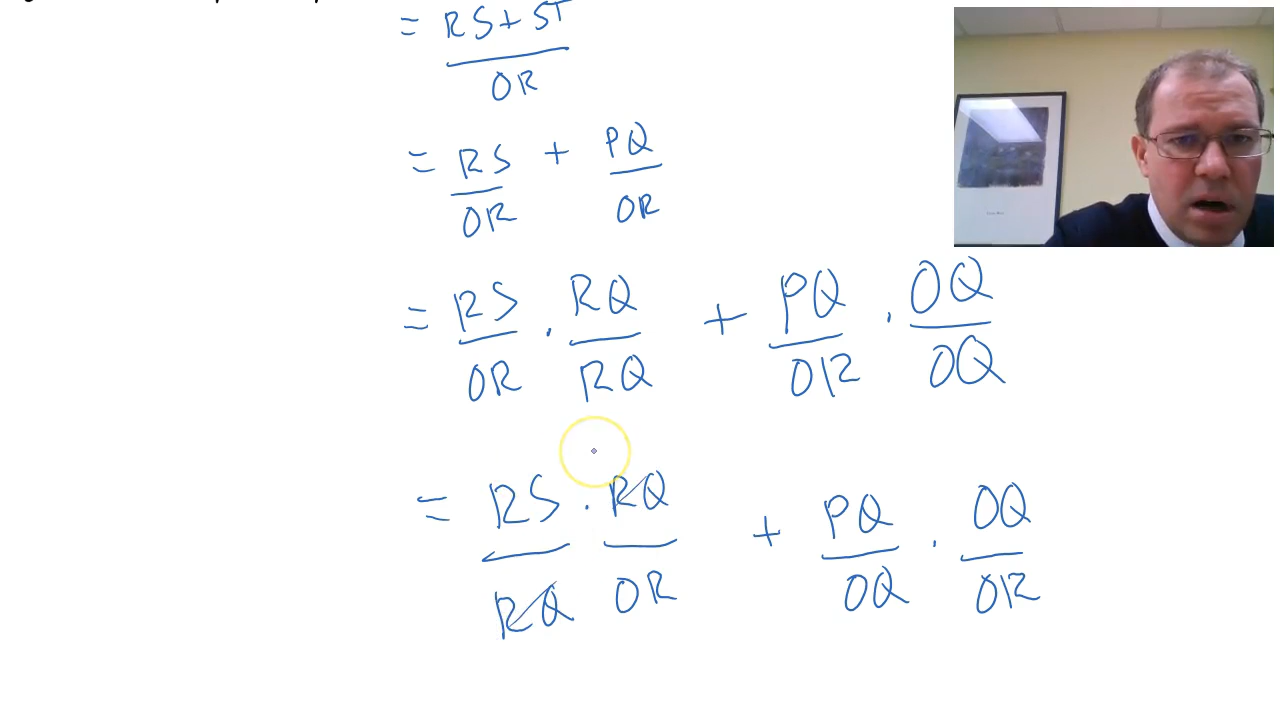 = RS + ST
OR
= RS + PQ
OR OR
= RS . RQ + PQ . OQ
OR RQ OR OQ
= RS . RQ + PQ . OQ
RQ OR OQ OR